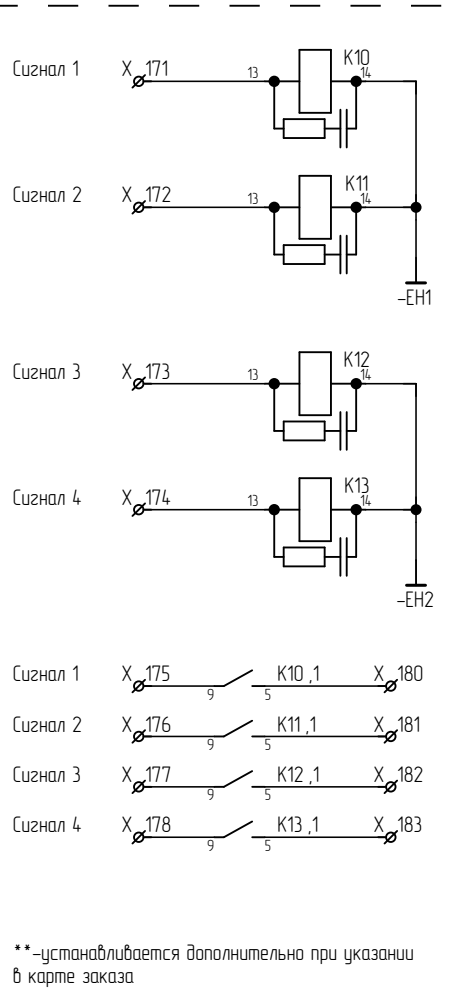 Сигнал 1 X 171 13 K10 14
Сигнал 2 X 172 13 K11 14
-EH1
Сигнал 3 X 173 13 K12 14
Сигнал 4 X 174 13 K13 14
-EH2
Сигнал 1 X 175 9 5 K10 ,1 X 180
Сигнал 2 X 176 9 5 K11 ,1 X 181
Сигнал 3 X 177 9 5 K12 ,1 X 182
Сигнал 4 X 178 9 5 K13 ,1 X 183
**-устанавливается дополнительно при указании
в карте заказа